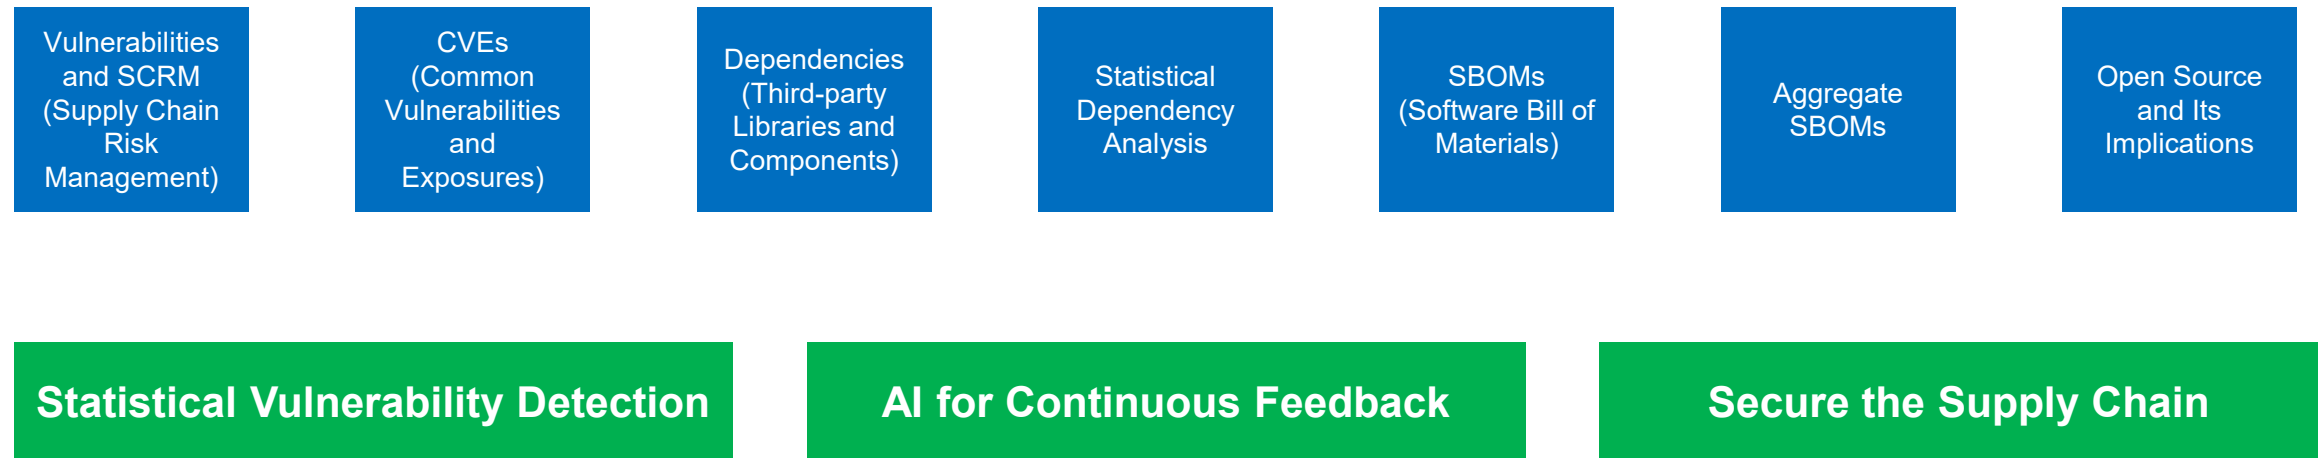 Vulnerabilities
and SCRM
(Supply Chain
Risk
Management)
CVEs
(Common
Vulnerabilities
and
Exposures)
Dependencies
(Third-party
Libraries and
Components)
Statistical
Dependency
Analysis
SBOMs
(Software Bill of
Materials)
Aggregate
SBOMs
Open Source
and Its
Implications
Statistical Vulnerability Detection
AI for Continuous Feedback
Secure the Supply Chain